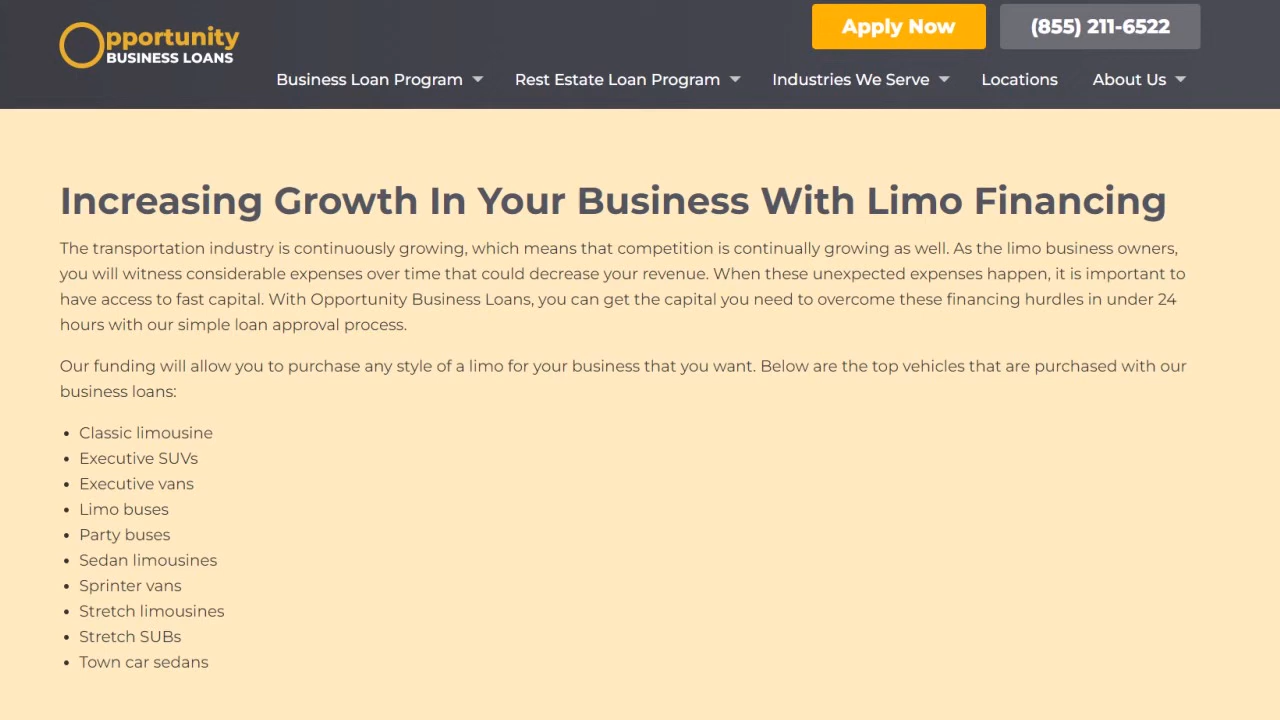 Opportunity
BUSINESS LOANS
Apply Now
(855) 211-6522
Business Loan Program
Rest Estate Loan Program
Industries We Serve
Locations
About Us
Increasing Growth In Your Business With Limo Financing
The transportation industry is continuously growing, which means that competition is continually growing as well. As the limo business owners,
you will witness considerable expenses over time that could decrease your revenue. When these unexpected expenses happen, it is important to
have access to fast capital. With Opportunity Business Loans, you can get the capital you need to overcome these financing hurdles in under 24
hours with our simple loan approval process.
Our funding will allow you to purchase any style of a limo for your business that you want. Below are the top vehicles that are purchased with our
business loans:
• Classic limousine
• Executive SUVs
• Executive vans
• Limo buses
• Party buses
• Sedan limousines
• Sprinter vans
• Stretch limousines
• Stretch SUBs
• Town car sedans